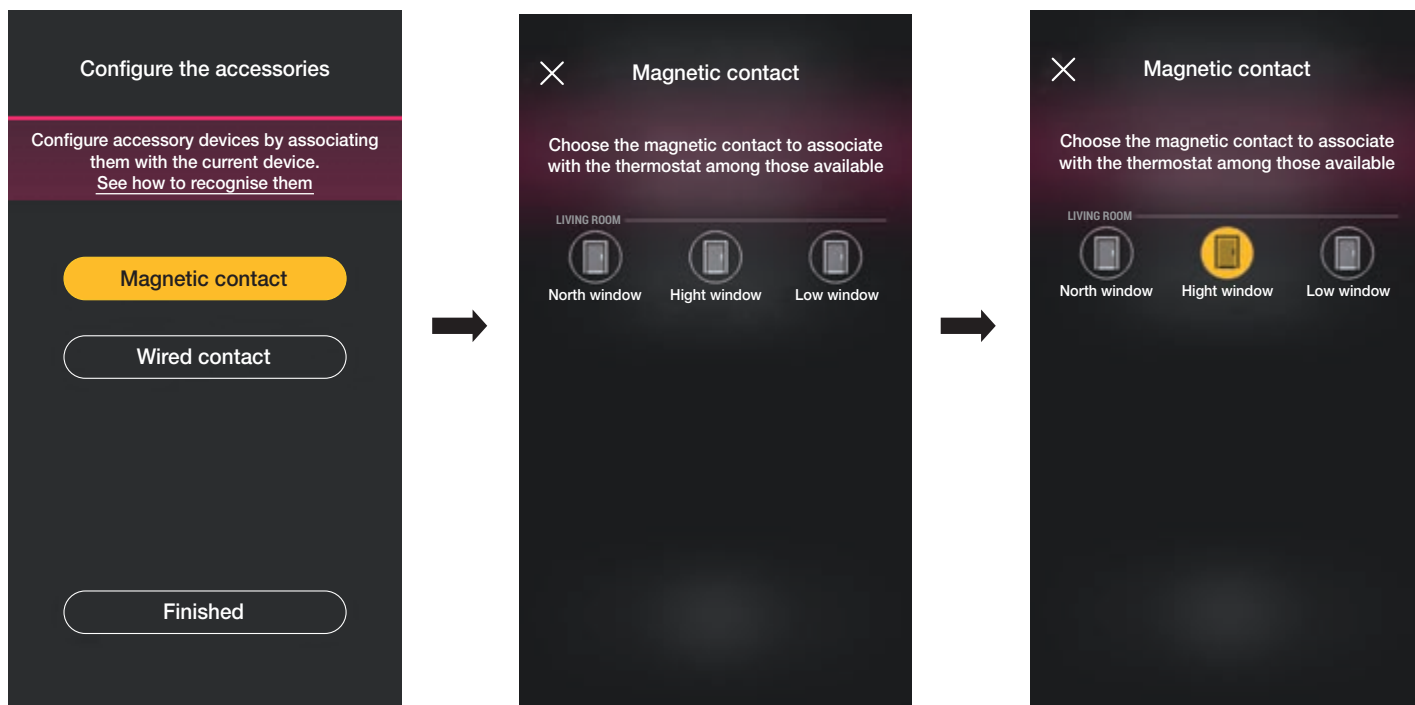 Configure the accessories
Configure accessory devices by associating
them with the current device.
See how to recognise them
Magnetic contact
Wired contact
Finished
Magnetic contact
Choose the magnetic contact to associate
with the thermostat among those available
LIVING ROOM
North window Hight window Low window
Magnetic contact
Choose the magnetic contact to associate
with the thermostat among those available
LIVING ROOM
North window Hight window Low window